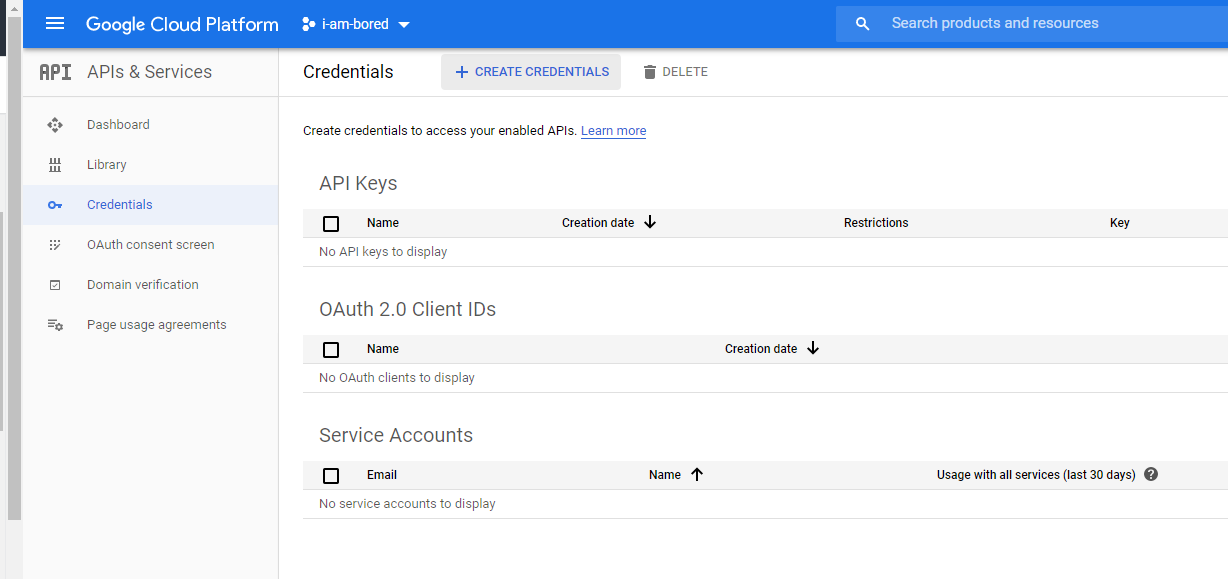 Google Cloud Platform i-am-bored Search products and resources
API APIs & Services
Credentials + CREATE CREDENTIALS DELETE
Dashboard
Library
Credentials
OAuth consent screen
Domain verification
Page usage agreements
Create credentials to access your enabled APIs. Learn more
API Keys
Name Creation date Restrictions Key
No API keys to display
OAuth 2.0 Client IDs
Name Creation date
No OAuth clients to display
Service Accounts
Email Name Usage with all services (last 30 days) ?
No service accounts to display